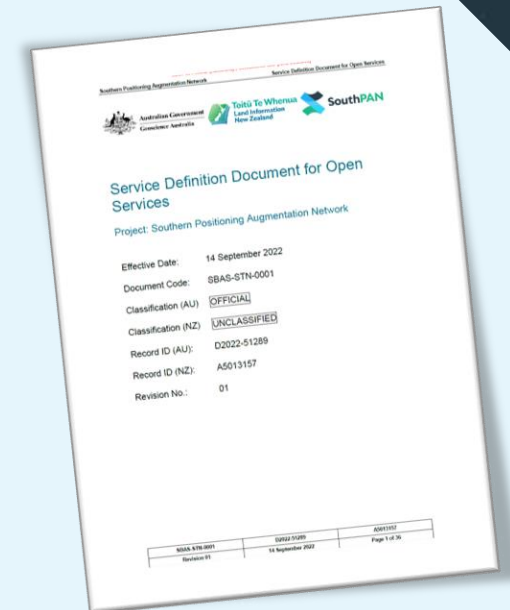 Southern Positioning Augmentation Network
Service Definition Document for Open Services
Australian Government
Geoscience Australia
Toitū Te Whenua
Land Information
New Zealand
SouthPAN
Service Definition Document for Open
Services
Project: Southern Positioning Augmentation Network
Effective Date: 14 September 2022
Document Code: SBAS-STN-0001
Classification (AU) OFFICIAL
Classification (NZ) UNCLASSIFIED
Record ID (AU): D2022-51289
Record ID (NZ): A5013157
Revision No.: 01
SBAS-STN-0001 D2022-51289 A5013157
Revision 01 14 September 2022 Page 1 of 36